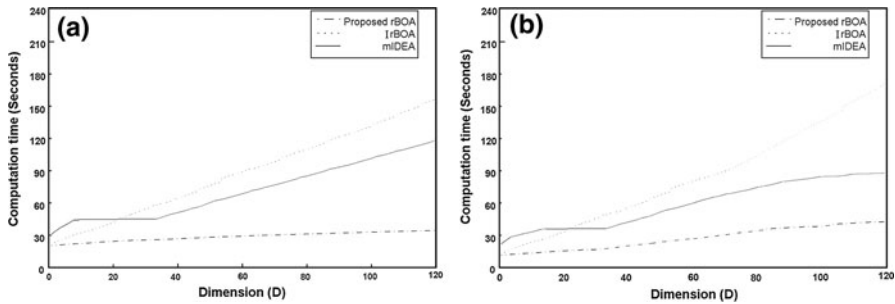 (a)
Proposed rBOA
IrBOA
mIDEA
Computation time (Seconds)
240
210
180
150
120
90
60
30
0
0 20 40 60 80 100 120
Dimension (D)
(b)
Proposed rBOA
IrBOA
mIDEA
Computation time (Seconds)
240
210
180
150
120
90
60
30
0
0 20 40 60 80 100 120
Dimension (D)